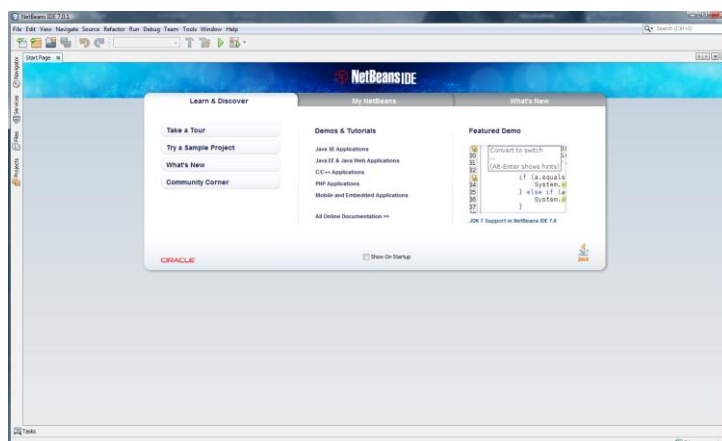 NetBeans IDE 7.0.1
File Edit View Navigate Source Refactor Run Debug Team Tools Window Help
Search (Ctrl+I)
Start Page
Navigator
Services
Files
Projects
NetBeans IDE
Learn & Discover
My NetBeans
What's New
Take a Tour
Try a Sample Project
What's New
Community Corner
Demos & Tutorials
Java SE Applications
Java EE & Java Web Applications
C/C++ Applications
PHP Applications
Mobile and Embedded Applications
All Online Documentation >>
Featured Demo
Convert to switch
...
(Alt-Enter shows hints)
30
31
32
if (a.equals
34 System.
35 } else if (a
36 System.
37 }
JDK 7 Support in NetBeans IDE 7.0
ORACLE
Show On Startup
Java
Tasks